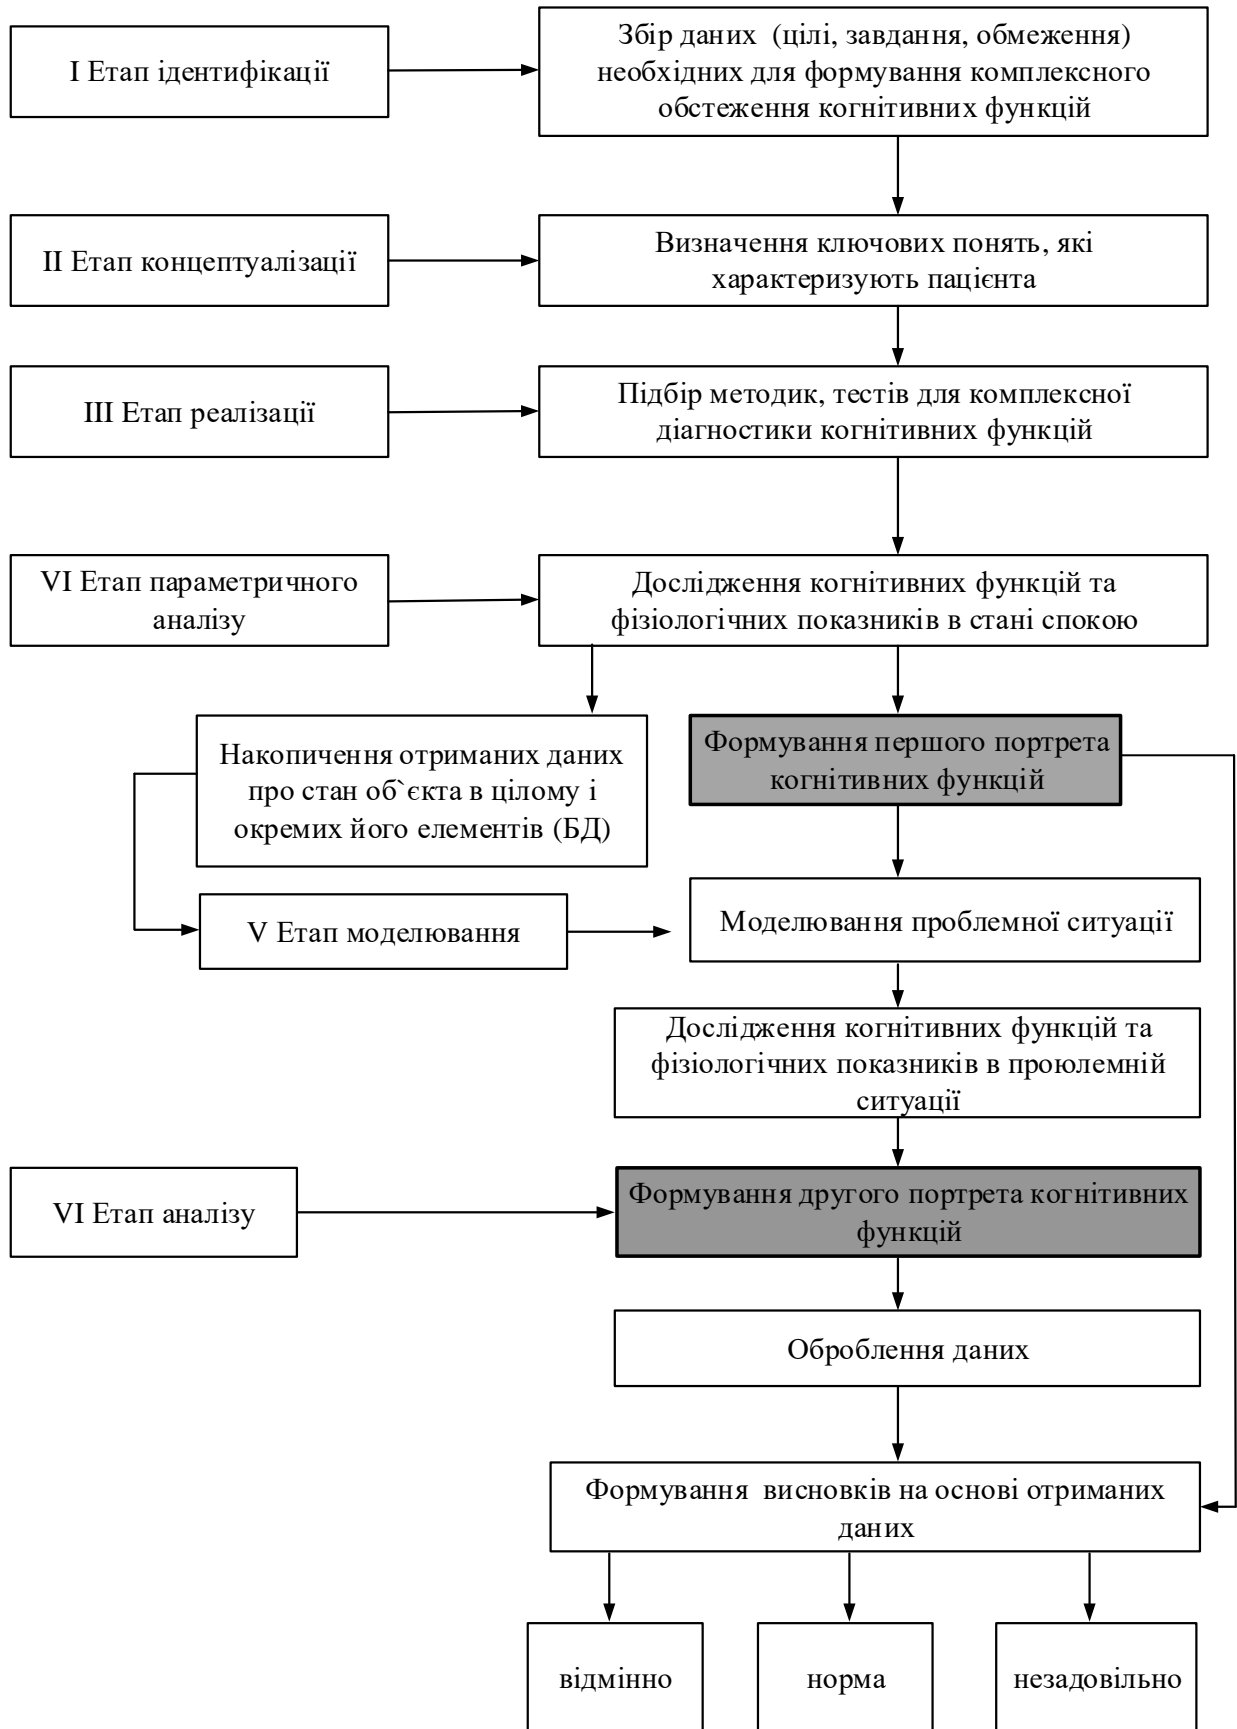 I Етап ідентифікації
Збір даних (цілі, завдання, обмеження)
необхідних для формування комплексного
обстеження когнітивних функцій
II Етап концептуалізації
Визначення ключових понять, які
характеризують пацієнта
III Етап реалізації
Підбір методик, тестів для комплексної
діагностики когнітивних функцій
VI Етап параметричного
аналізу
Дослідження когнітивних функцій та
фізіологічних показників в стані спокою
Накопичення отриманих даних
про стан об`єкта в цілому і
окремих його елементів (БД)
Формування першого портрета
когнітивних функцій
V Етап моделювання
Моделювання проблемної ситуації
Дослідження когнітивних функцій та
фізіологічних показників в проюлемній
ситуації
VI Етап аналізу
Формування другого портрета когнітивних
функцій
Оброблення даних
Формування висновків на основі отриманих
даних
відмінно
норма
незадовільно